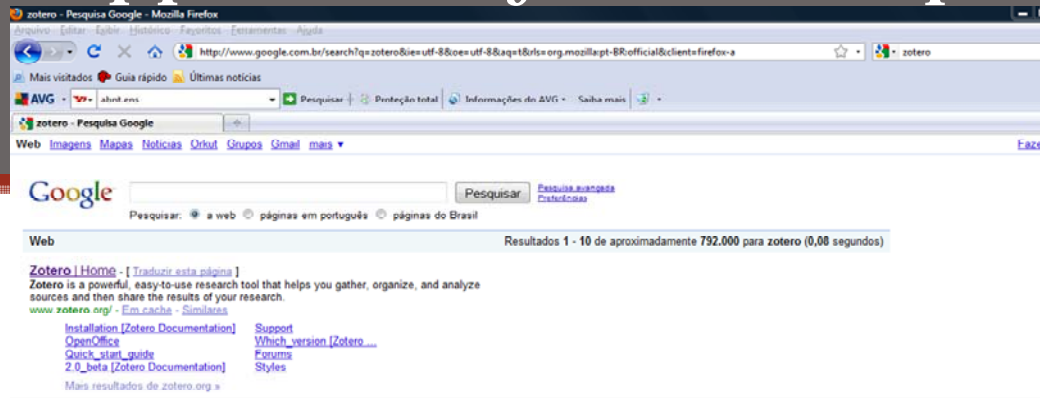 zotero - Pesquisa Google - Mozilla Firefox
Arquivo Editar Exibir Histórico Favoritos Ferramentas Ajuda
http://www.google.com.br/search?q=zotero&ie=utf-8&oe=utf-8&aq=t&rls=org.mozilla:pt-BR:official&client=firefox-a zotero
Mais visitados Guia rápido Últimas notícias
AVG Pesquisar Proteção total Informações do AVG Saiba mais
zotero - Pesquisa Google
Web Imagens Mapas Notícias Orkut Grupos Gmail mais ▼
Google Pesquisar Pesquisa avançada
Preferências
Pesquisar: a web páginas em português páginas do Brasil
Web Resultados 1 - 10 de aproximadamente 792.000 para zotero (0,08 segundos)
Zotero | Home - [ Traduzir esta página ]
Zotero is a powerful, easy-to-use research tool that helps you gather, organize, and analyze
sources and then share the results of your research.
www.zotero.org/ - Em cache - Similares
Installation [Zotero Documentation] Support
OpenOffice Which_version [Zotero ...
Quick_start_guide Forums
2.0_beta [Zotero Documentation] Styles
Mais resultados de zotero.org »